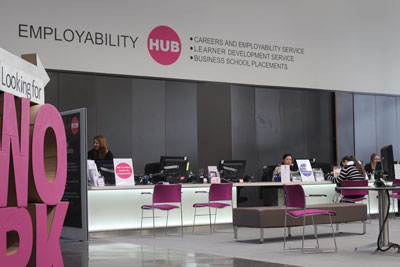 EMPLOYABILITY HUB
• CAREERS AND EMPLOYABILITY SERVICE
• LEARNER DEVELOPMENT SERVICE
• BUSINESS SCHOOL PLACEMENTS
Looking for
WO
RK